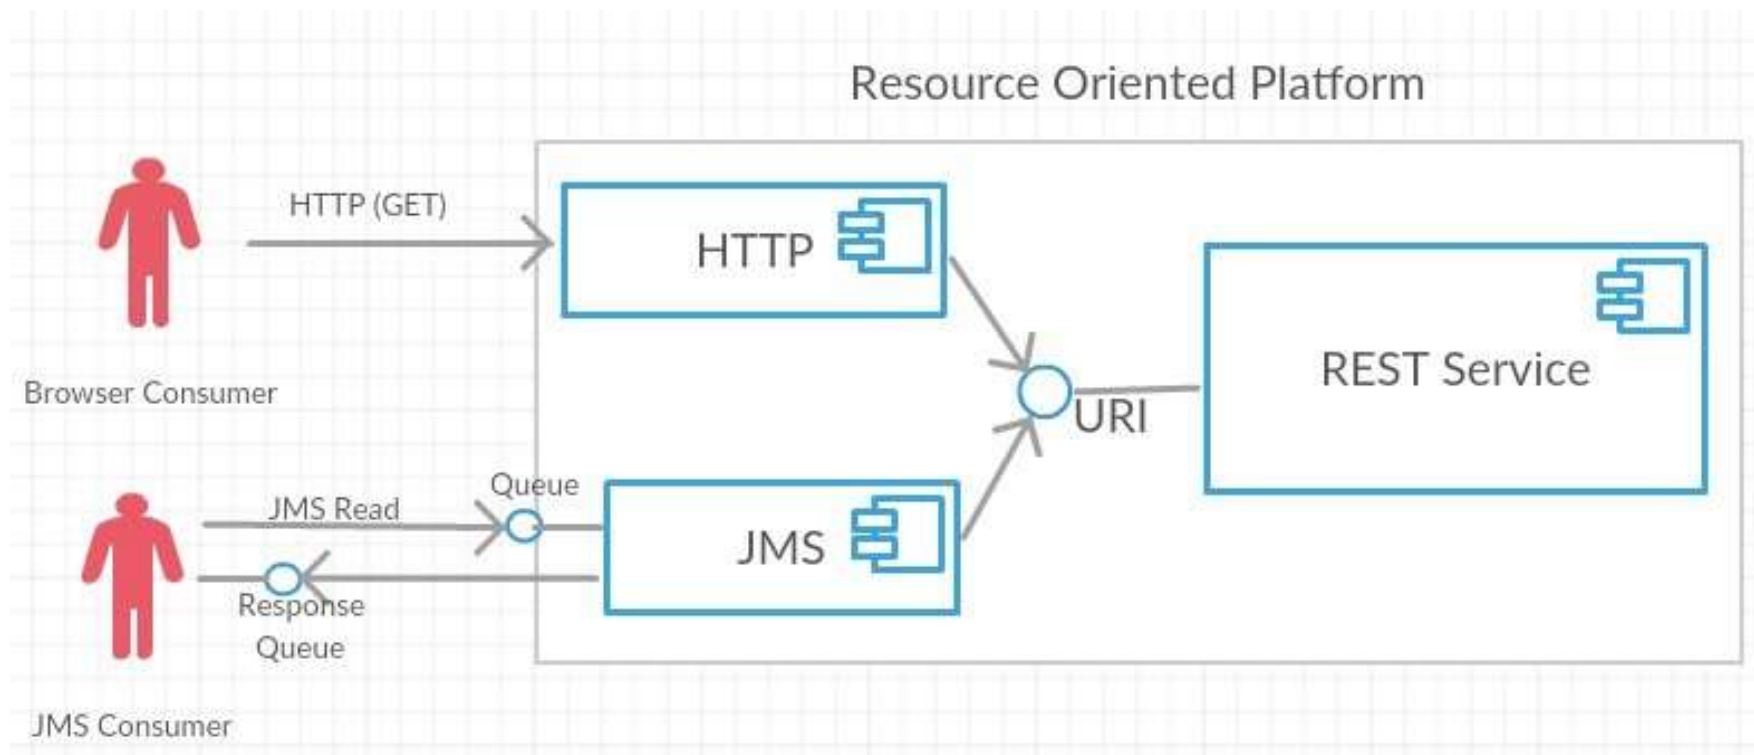 Resource Oriented Platform
HTTP (GET)
HTTP
Browser Consumer
REST Service
URI
Queue
JMS Read
JMS
Response
Queue
JMS Consumer